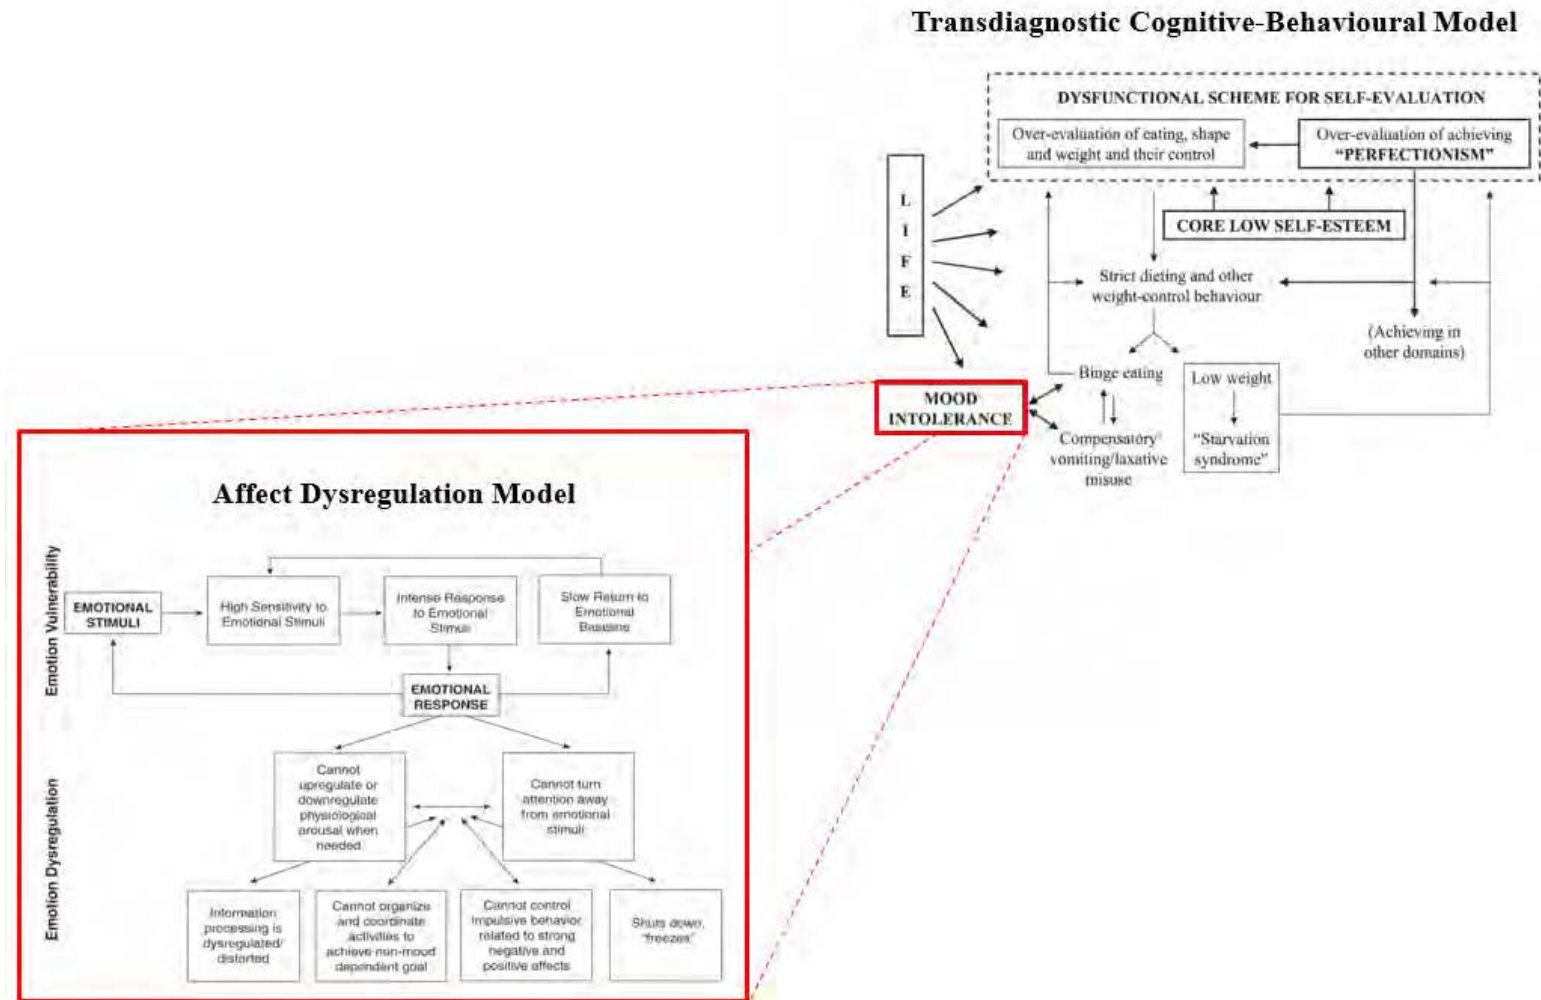 Transdiagnostic Cognitive-Behavioural Model
DYSFUNCTIONAL SCHEME FOR SELF-EVALUATION
Over-evaluation of eating, shape
and weight and their control
Over-evaluation of achieving
"PERFECTIONISM"
L
I
F
E
CORE LOW SELF-ESTEEM
Strict dieting and other
weight-control behaviour
(Achieving in
other domains)
Binge eating
Low weight
MOOD
INTOLERANCE
Compensatory
vomiting/laxative
misuse
"Starvation
syndrome"
Affect Dysregulation Model
Emotion Vulnerability
EMOTIONAL
STIMULI
High Sensitivity to
Emotional Stimuli
Intense Response
to Emotional
Stimuli
Slow Return to
Emotional
Baseline
EMOTIONAL
RESPONSE
Emotion Dysregulation
Cannot
upregulate or
downregulate
physiological
arousal when
needed
Cannot turn
attention away
from emotional
stimuli
Information
processing is
dysregulated/
distorted
Cannot organize
and coordinate
activities to
achieve non-mood
dependent goal
Cannot control
impulsive behavior
related to strong
negative and
positive affects
Shuts down,
"freezes"